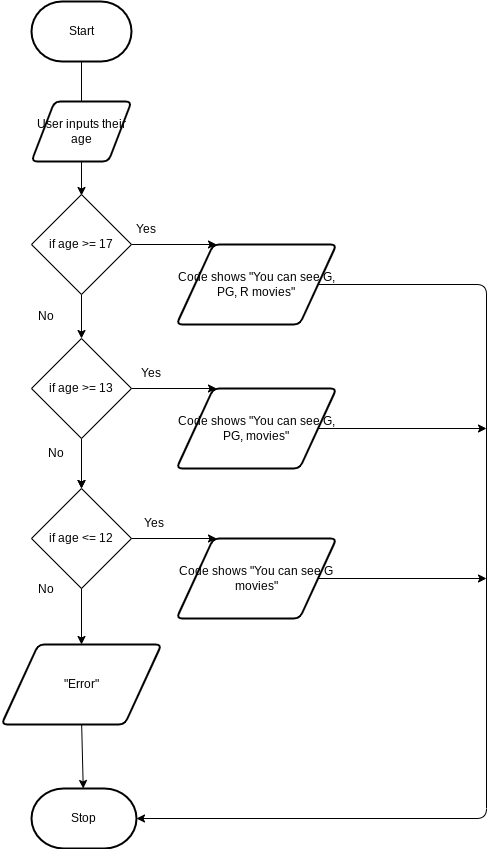 Start
User inputs their
age
if age >= 17
Yes
Code shows "You can see G,
PG, R movies"
No
if age >= 13
Yes
Code shows "You can see G,
PG, movies"
No
if age <= 12
Yes
Code shows "You can see G
movies"
No
"Error"
Stop